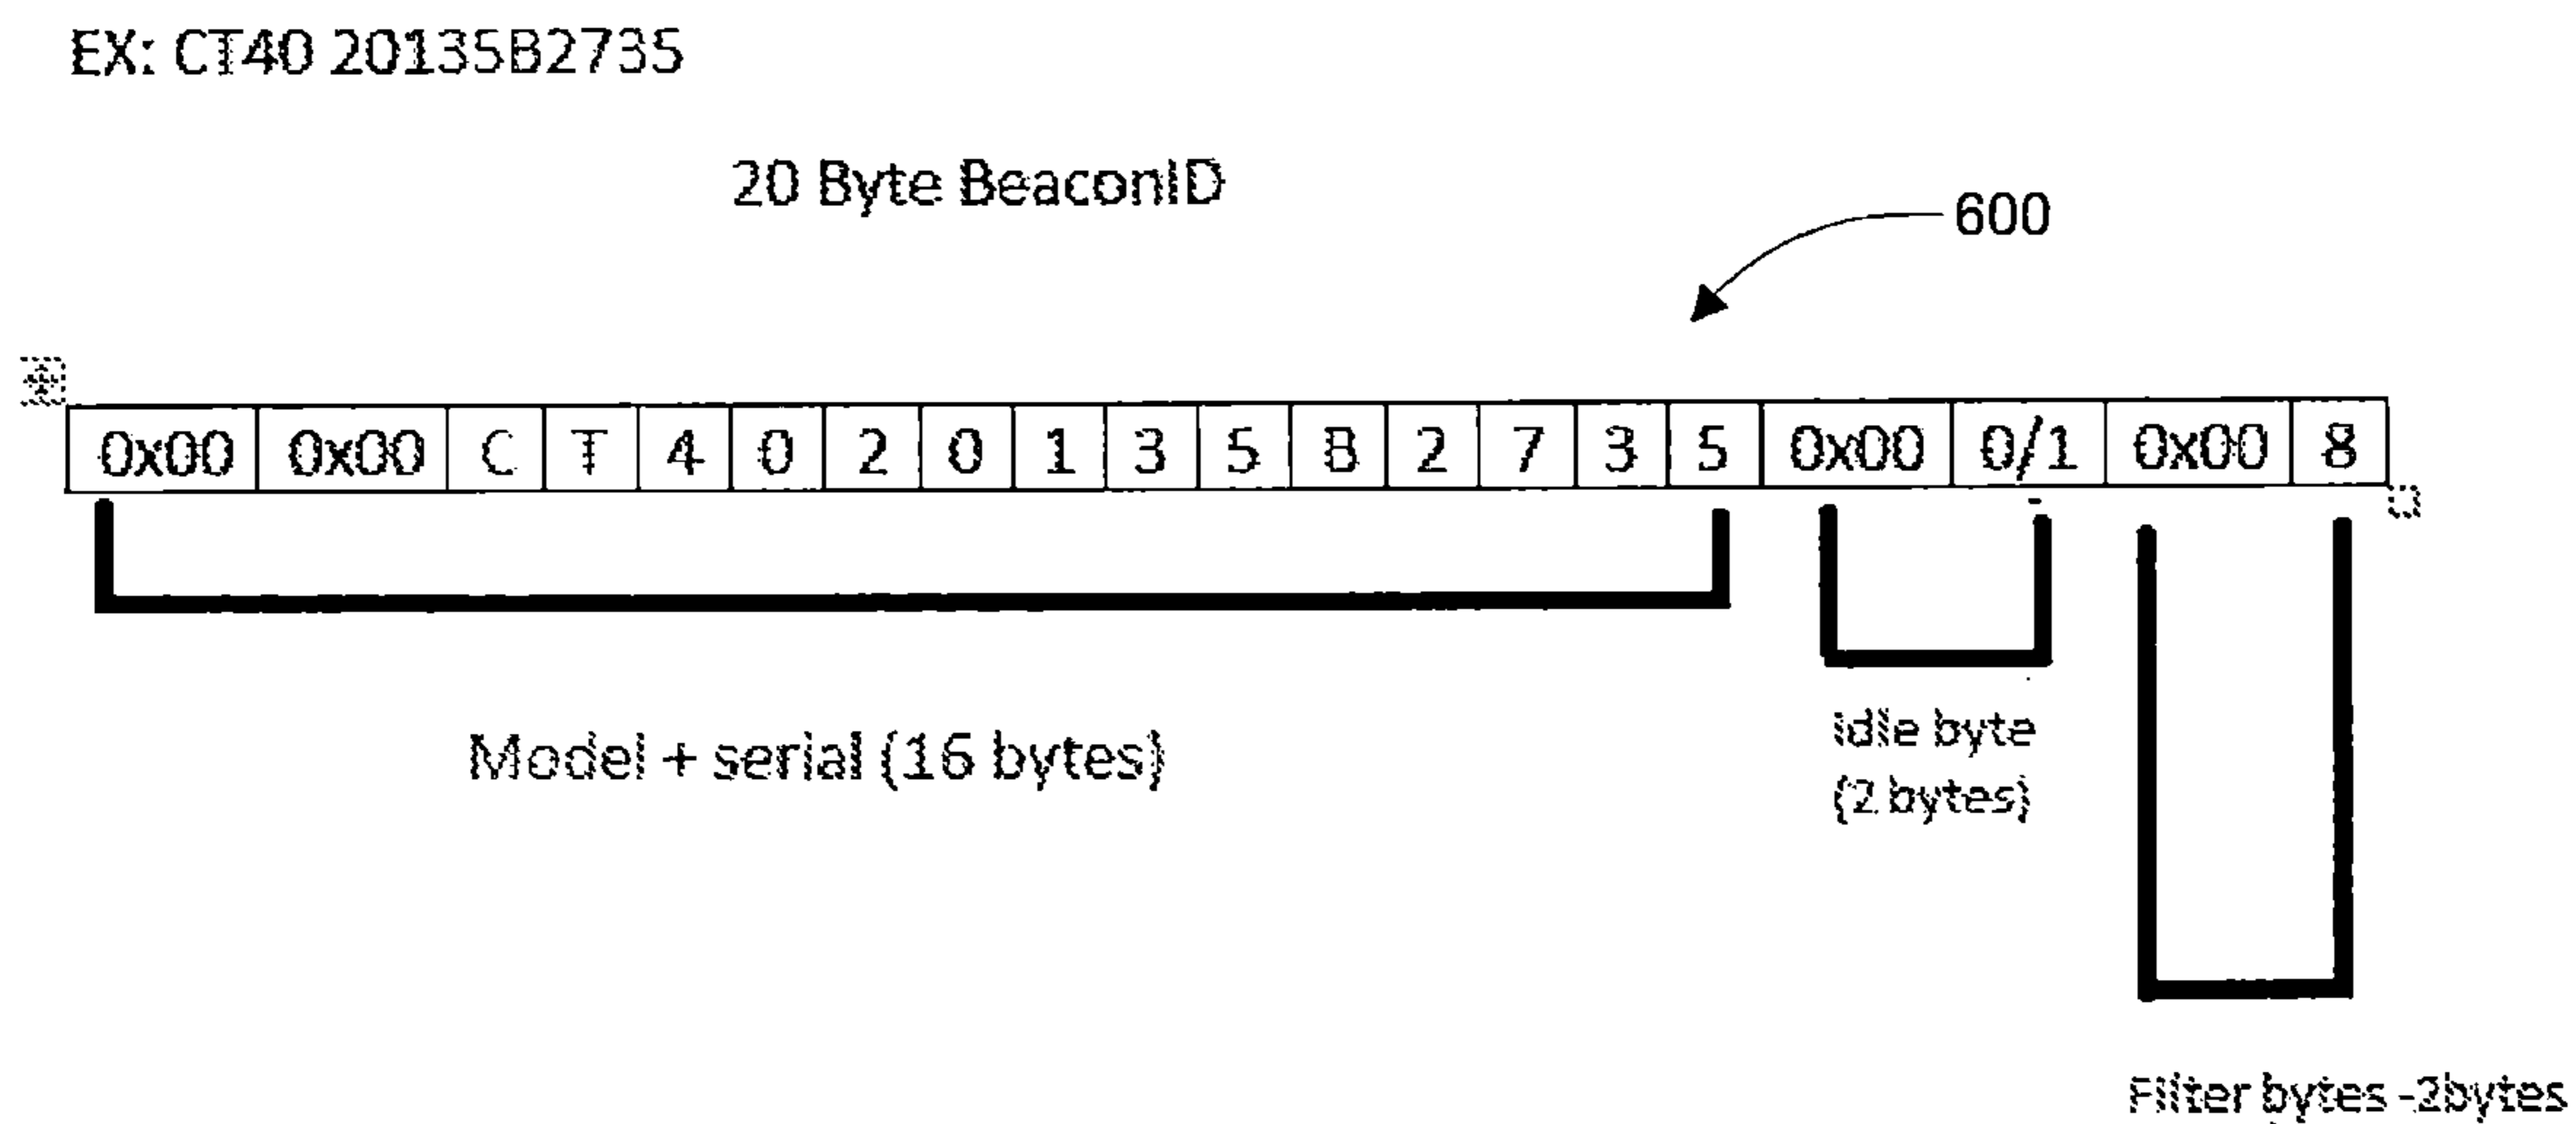 EX: CT40 20135B2735
20 Byte BeaconID
600
0x00 0x00 C T 4 0 2 0 1 3 5 B 2 7 3 5 0x00 0/1 0x00 8
Model + serial (16 bytes)
idle byte
(2 bytes)
Filter bytes -2bytes